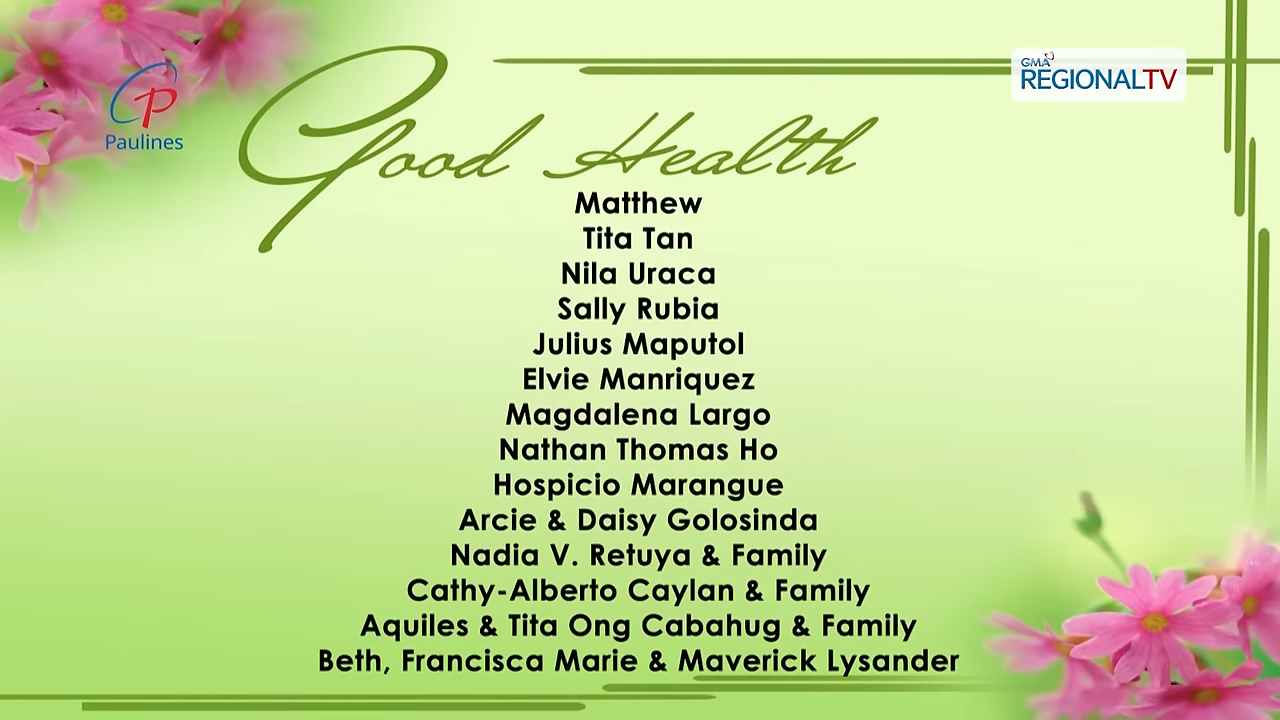 GMA
REGIONALTV
CP
Paulines
Good Health
Matthew
Tita Tan
Nila Uraca
Sally Rubia
Julius Maputol
Elvie Manriquez
Magdalena Largo
Nathan Thomas Ho
Hospicio Marangue
Arcie & Daisy Golosinda
Nadia V. Retuya & Family
Cathy-Alberto Caylan & Family
Aquiles & Tita Ong Cabahug & Family
Beth, Francisca Marie & Maverick Lysander